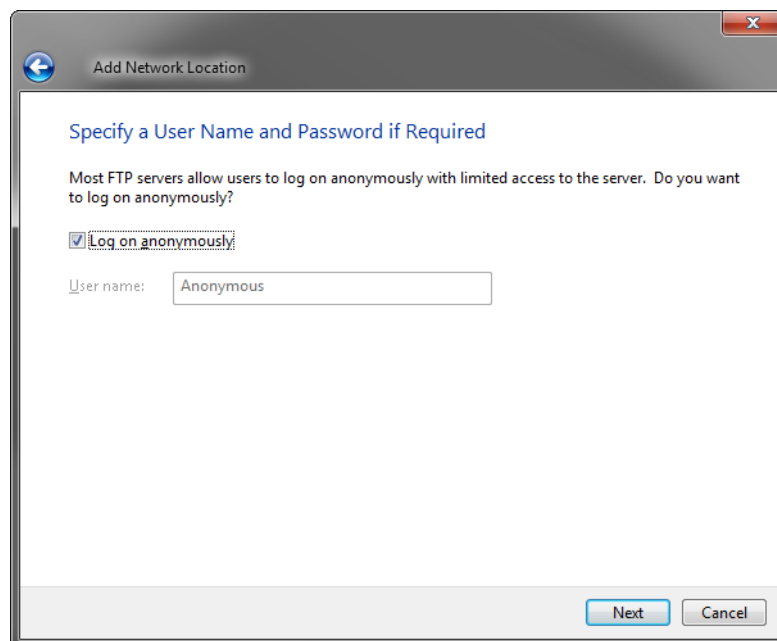 Add Network Location
Specify a User Name and Password if Required
Most FTP servers allow users to log on anonymously with limited access to the server.  Do you want
to log on anonymously?
Log on anonymously
User name: Anonymous
Next Cancel